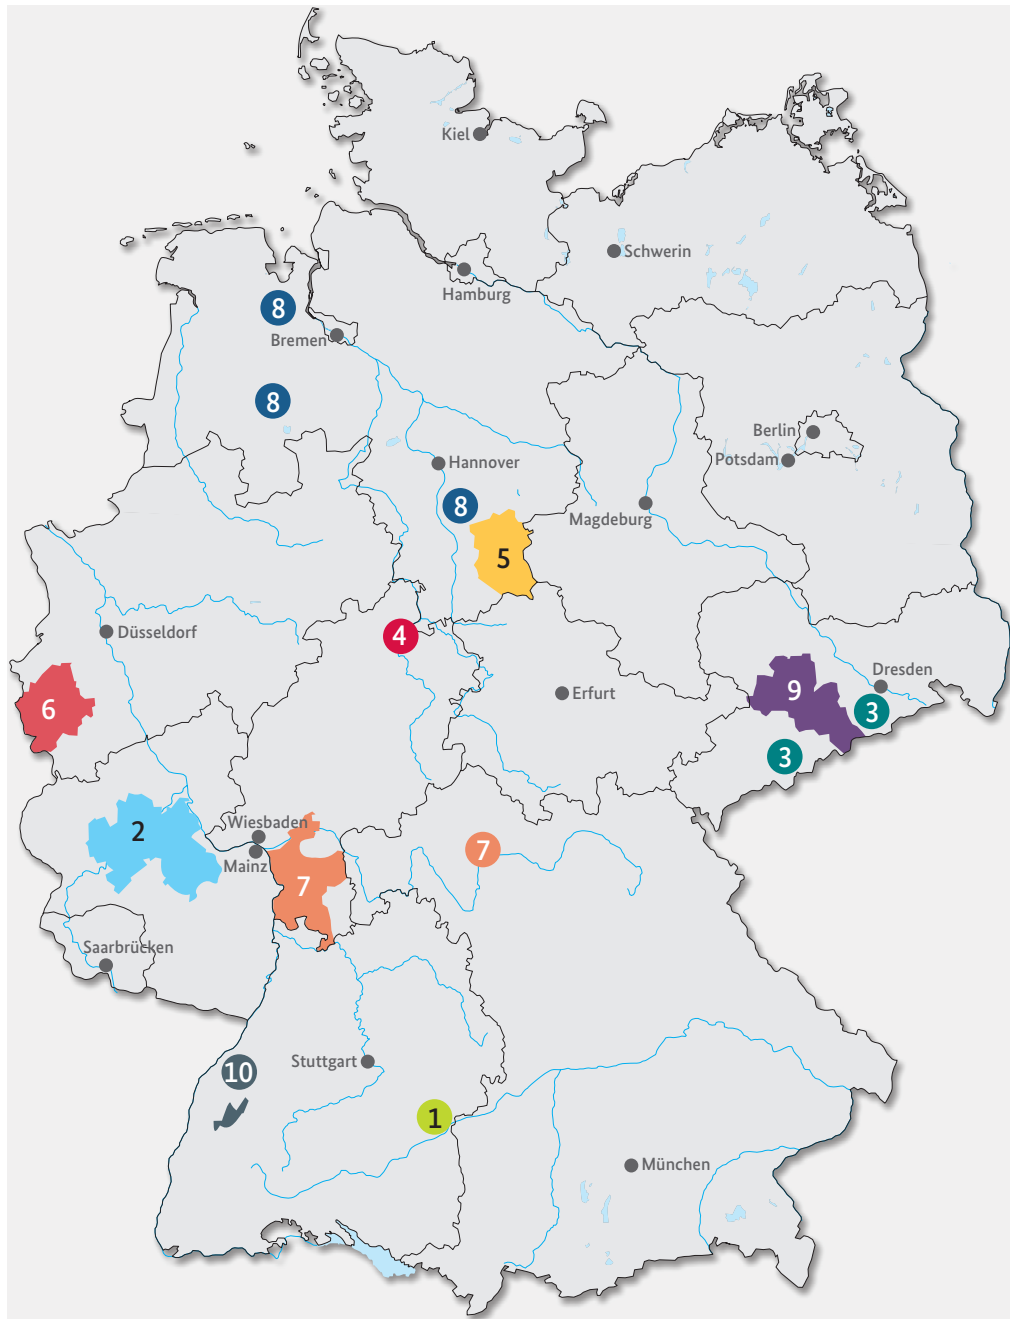 Kiel
Schwerin
Hamburg
8
Bremen
8
Berlin
Hannover
Potsdam
8
Magdeburg
5
Düsseldorf
4
Dresden
Erfurt
9
6
3
3
Wiesbaden
2
Mainz
7
7
Saarbrücken
Stuttgart
10
1
München